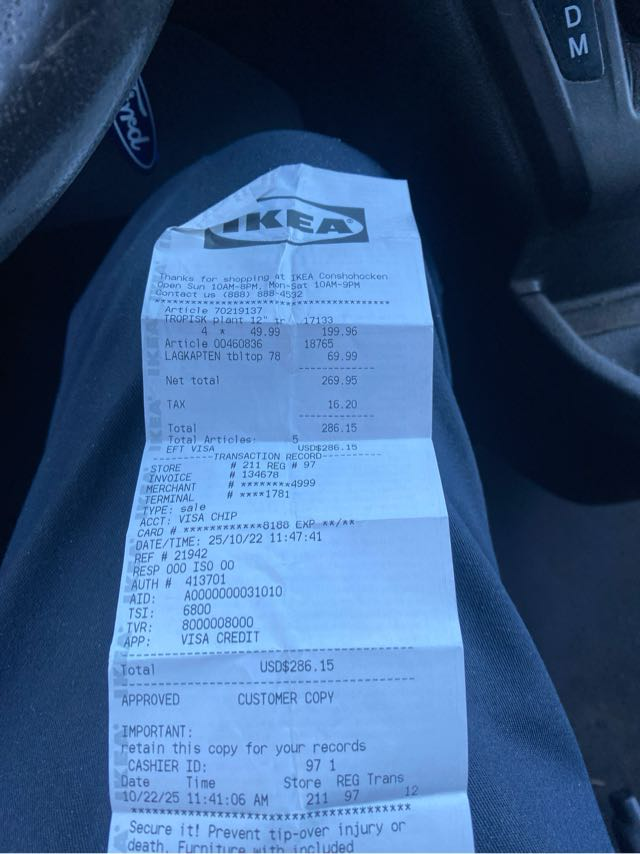 D
M
Ford
IKEA
Thanks for shopping at IKEA Conshohocken
Open Sun 10AM-8PM, Mon-Sat 10AM-9PM
Contact us (888) 888-4532
****************************************
Article 70219137
TROPISK plant 12" tr 17133
4 * 49.99 199.96
Article 00460836 18765
LAGKAPTEN tbltop 78 69.99
---------------
Net total 269.95
TAX 16.20
---------------
Total 286.15
Total Articles: 5
EFT VISA USD$286.15
-----------TRANSACTION RECORD-----------
STORE # 211 REG # 97
INVOICE # 134678
MERCHANT # ********4999
TERMINAL # ****1781
TYPE: sale
ACCT: VISA CHIP
CARD # ************8188 EXP **/**
DATE/TIME: 25/10/22 11:47:41
REF # 21942
RESP 000 ISO 00
AUTH # 413701
AID: A0000000031010
TSI: 6800
TVR: 8000008000
APP: VISA CREDIT
----------------------------------------
Total USD$286.15
----------------------------------------
APPROVED CUSTOMER COPY
IMPORTANT:
retain this copy for your records
CASHIER ID: 97 1
Date Time Store REG Trans
10/22/25 11:41:06 AM 211 97 12
****************************************
Secure it! Prevent tip-over injury or
death. Furniture with included